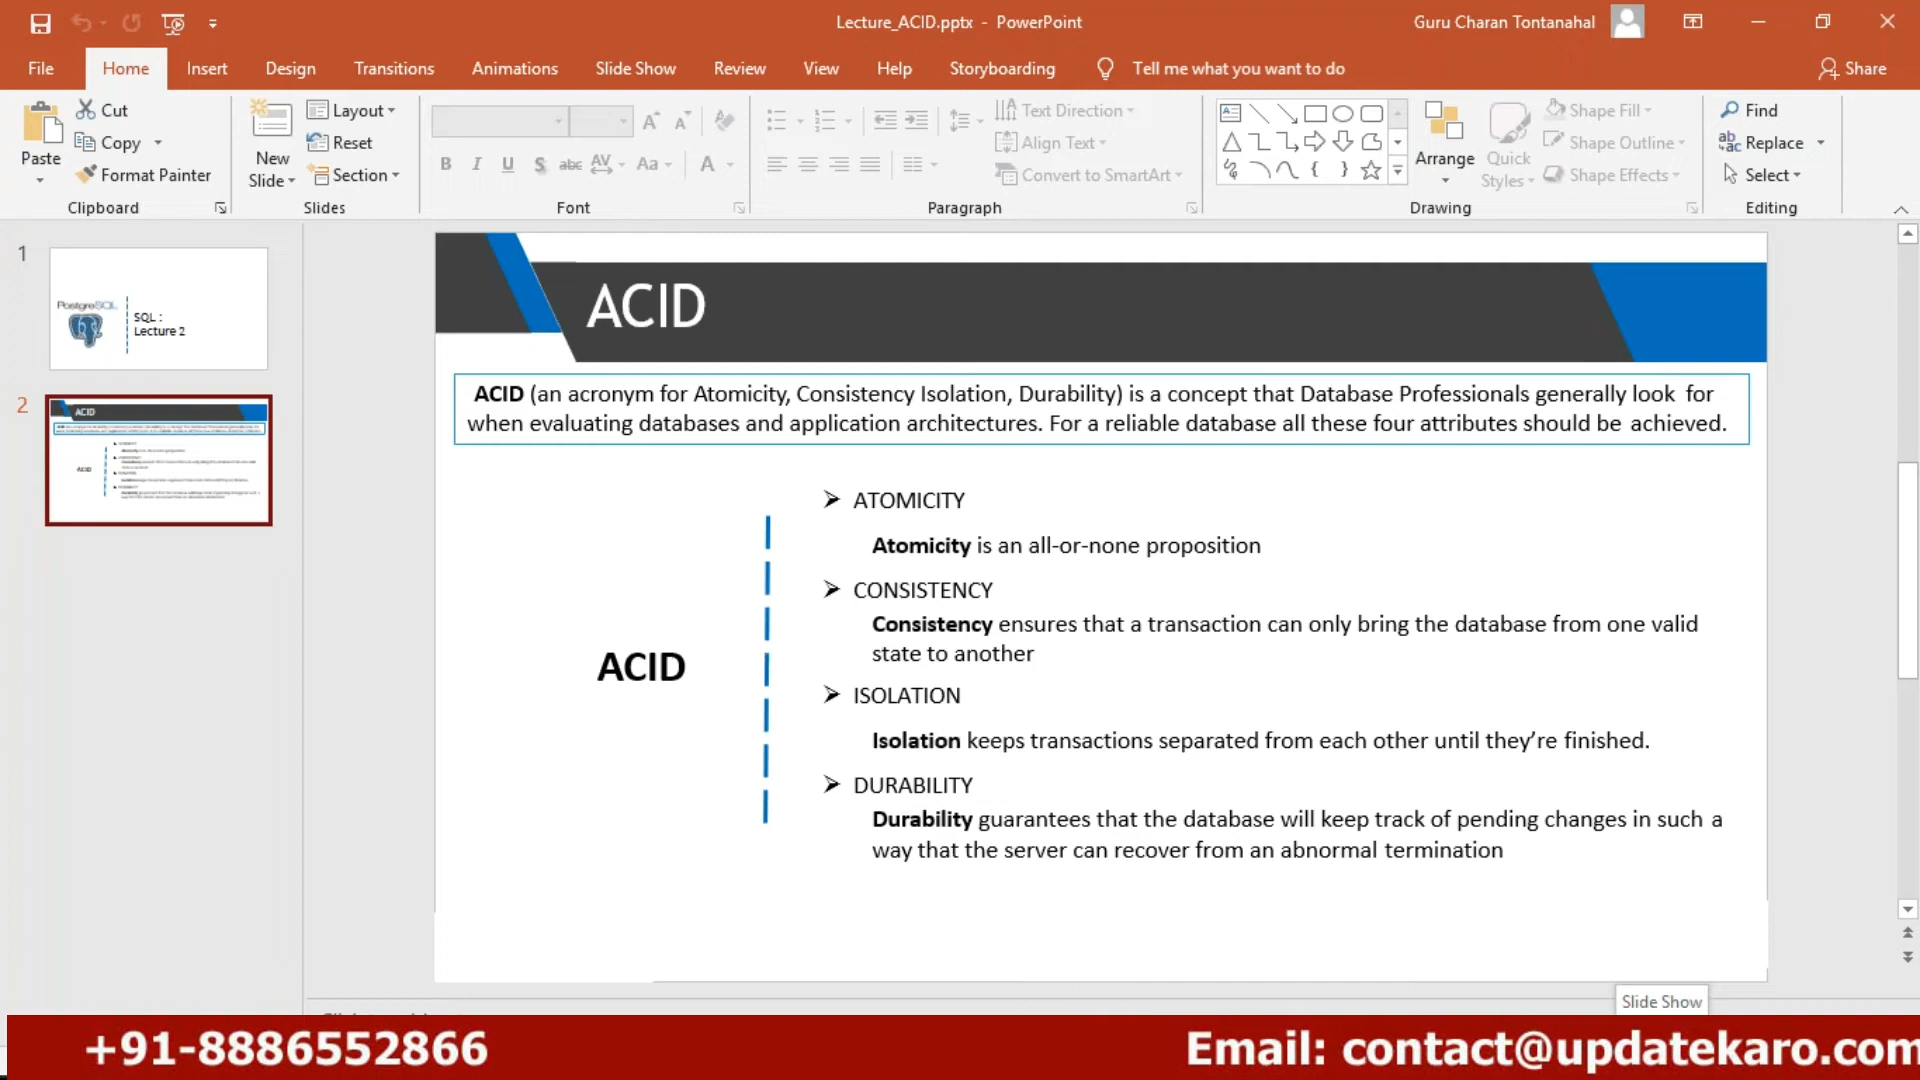 Lecture_ACID.pptx - PowerPoint
Guru Charan Tontanahal
File Home Insert Design Transitions Animations Slide Show Review View Help Storyboarding Tell me what you want to do Share
Paste
Cut
Copy
Format Painter
Clipboard
New
Slide
Layout
Reset
Section
Slides
B I U S abc AV Aa A
Font
Text Direction
Align Text
Convert to SmartArt
Paragraph
Arrange
Quick
Styles
Shape Fill
Shape Outline
Shape Effects
Drawing
Find
Replace
Select
Editing
1
PostgreSQL
SQL :
Lecture 2
2
ACID
ACID
ACID
ACID (an acronym for Atomicity, Consistency Isolation, Durability) is a concept that Database Professionals generally look for
when evaluating databases and application architectures. For a reliable database all these four attributes should be achieved.
ACID
➢ ATOMICITY
Atomicity is an all-or-none proposition
➢ CONSISTENCY
Consistency ensures that a transaction can only bring the database from one valid
state to another
➢ ISOLATION
Isolation keeps transactions separated from each other until they’re finished.
➢ DURABILITY
Durability guarantees that the database will keep track of pending changes in such a
way that the server can recover from an abnormal termination
Slide Show
+91-8886552866
Email: contact@updatekaro.com